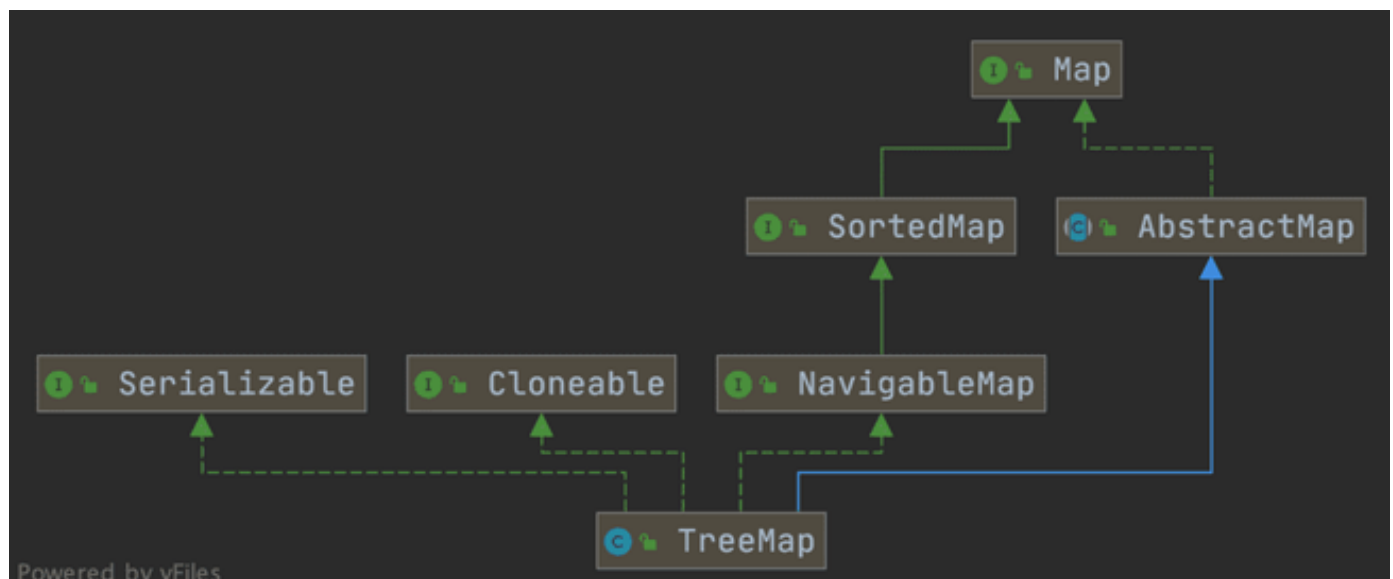 I Map
I SortedMap
C AbstractMap
I Serializable
I Cloneable
I NavigableMap
C TreeMap
Powered by yFiles